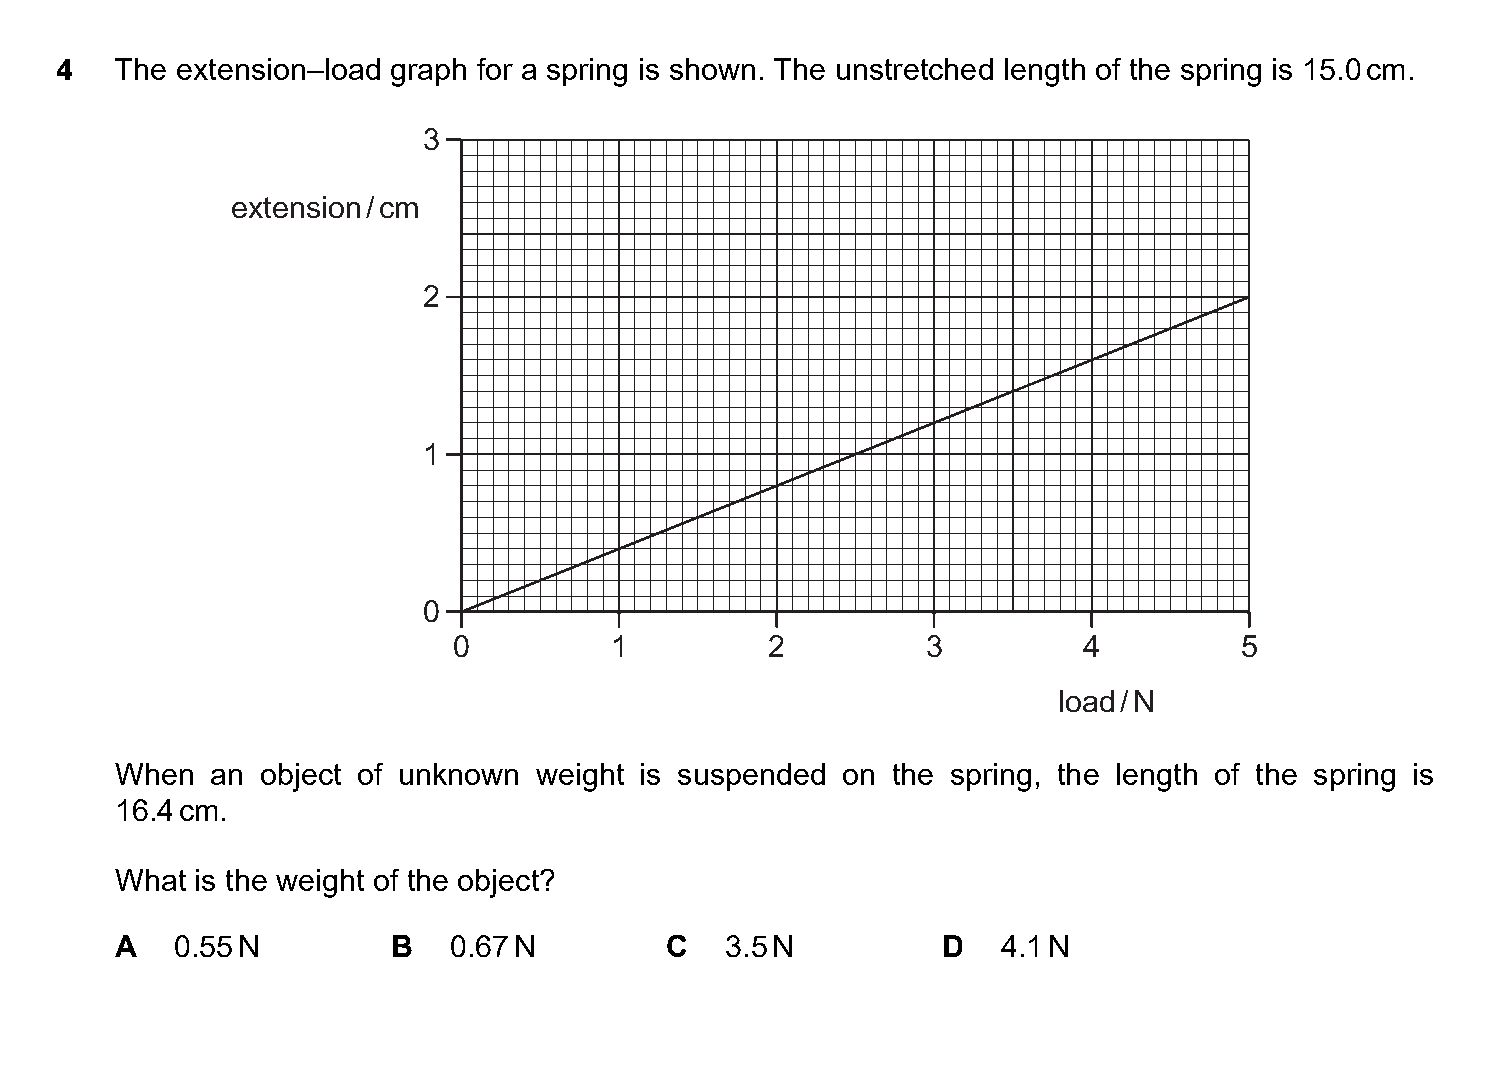 4 The extension–load graph for a spring is shown. The unstretched length of the spring is 15.0 cm.
3
extension / cm
2
1
0
0 1 2 3 4 5
load / N
When an object of unknown weight is suspended on the spring, the length of the spring is
16.4 cm.
What is the weight of the object?
A 0.55 N B 0.67 N C 3.5 N D 4.1 N